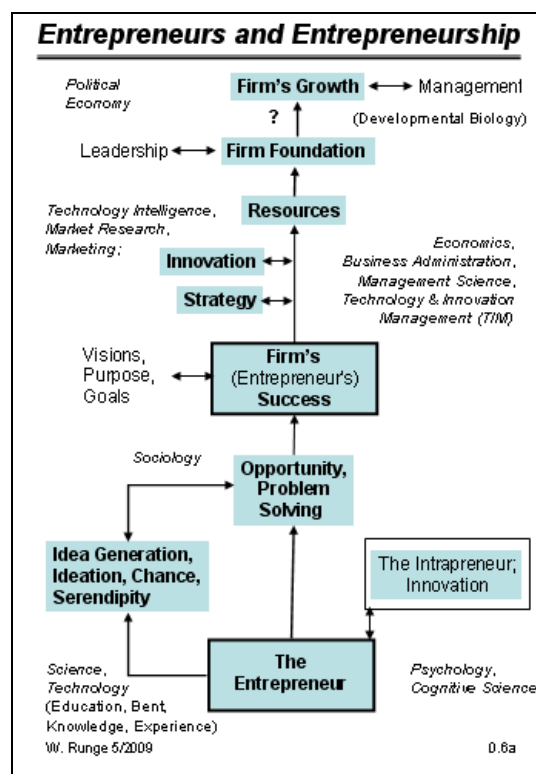 Entrepreneurs and Entrepreneurship
Political
Economy
Firm's Growth
Management
?
(Developmental Biology)
Leadership
Firm Foundation
Technology Intelligence,
Market Research,
Marketing;
Resources
Innovation
Strategy
Economics,
Business Administration,
Management Science,
Technology & Innovation
Management (TIM)
Visions,
Purpose,
Goals
Firm's
(Entrepreneur's)
Success
Sociology
Opportunity,
Problem
Solving
Idea Generation,
Ideation, Chance,
Serendipity
The Intrapreneur;
Innovation
The
Entrepreneur
Science,
Technology
(Education, Bent,
Knowledge, Experience)
Psychology,
Cognitive Science
W. Runge 5/2009
0.6a